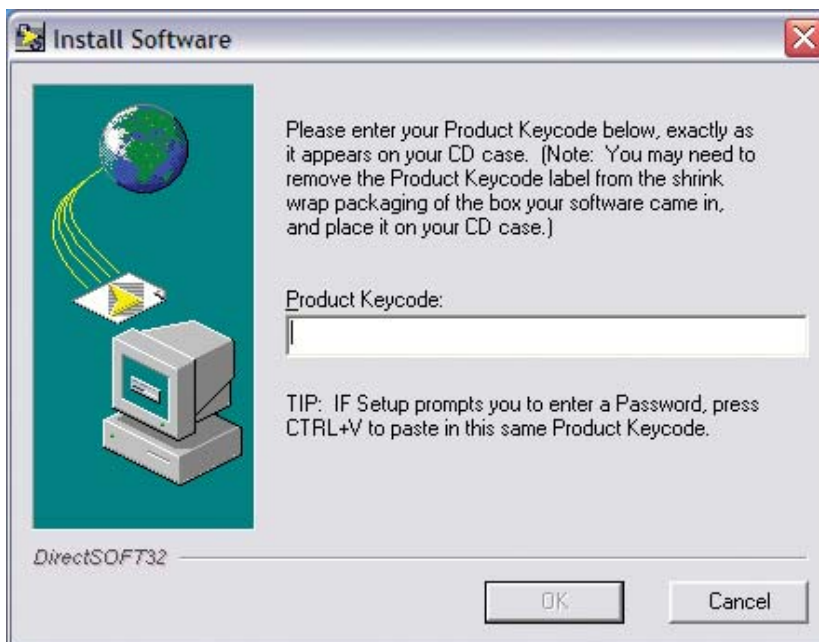 Install Software
Please enter your Product Keycode below, exactly as
it appears on your CD case. (Note: You may need to
remove the Product Keycode label from the shrink
wrap packaging of the box your software came in,
and place it on your CD case.)
Product Keycode:
TIP: IF Setup prompts you to enter a Password, press
CTRL+V to paste in this same Product Keycode.
DirectSOFT32
OK
Cancel